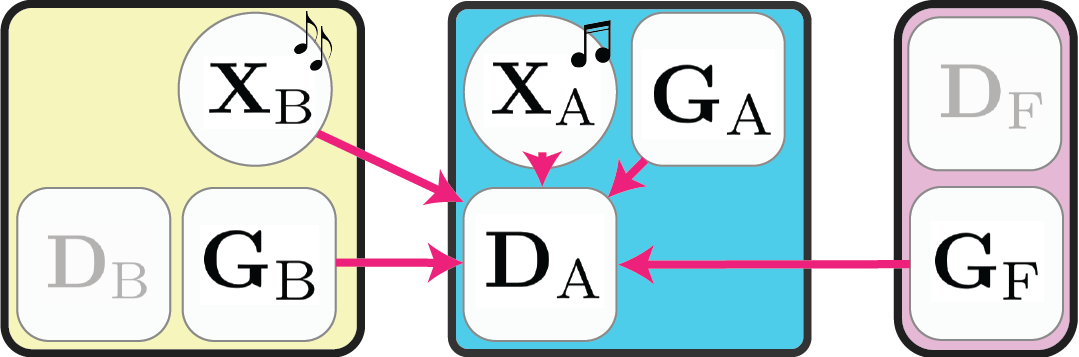 X_B
D_B
G_B
X_A
G_A
D_A
D_F
G_F